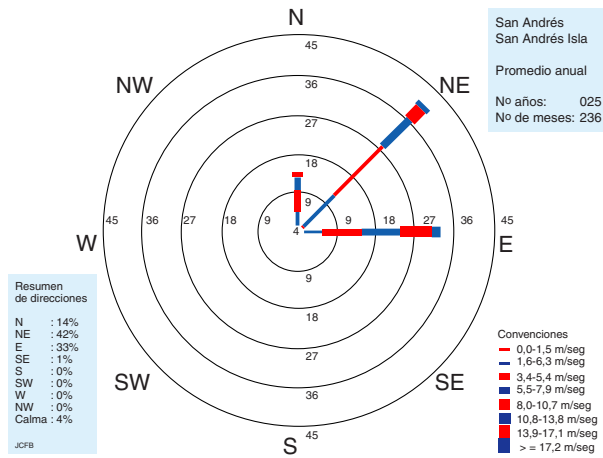 N
45
36
27
18
9
NW
NE
San Andrés
San Andrés Isla
Promedio anual
Nº años: 025
Nº de meses: 236
45 36 27 18 9 4 9 18 27 36 45
W
E
9
18
27
36
45
SW
SE
S
Resumen
de direcciones
N : 14%
NE : 42%
E : 33%
SE : 1%
S : 0%
SW : 0%
W : 0%
NW : 0%
Calma : 4%
JCFB
Convenciones
0,0-1,5 m/seg
1,6-6,3 m/seg
3,4-5,4 m/seg
5,5-7,9 m/seg
8,0-10,7 m/seg
10,8-13,8 m/seg
13,9-17,1 m/seg
> = 17,2 m/seg